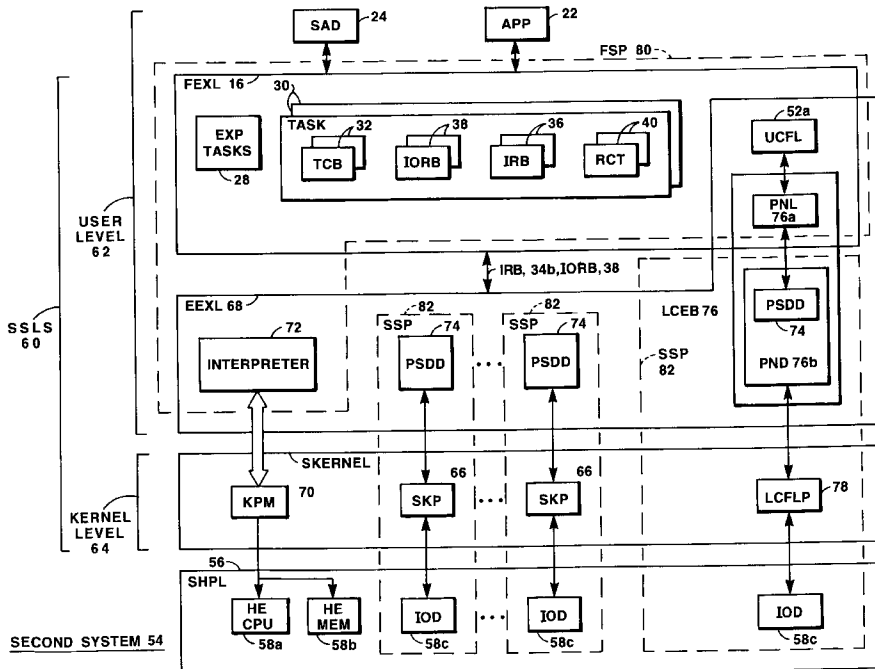 SAD 24
APP 22
FSP 80
FEXL 16
30
TASK
32
38
36
40
EXP TASKS
28
TCB
IORB
IRB
RCT
52a
UCFL
PNL 76a
USER LEVEL 62
IRB, 34b, IORB, 38
SSLS 60
EEXL 68
72
INTERPRETER
82
SSP
74
PSDD
...
82
SSP
74
PSDD
LCEB 76
SSP 82
PSDD
74
PND 76b
SKERNEL
KERNEL LEVEL 64
KPM
70
66
SKP
...
66
SKP
LCFLP
78
56
SHPL
HE CPU
58a
HE MEM
58b
IOD
58c
...
IOD
58c
IOD
58c
SECOND SYSTEM 54